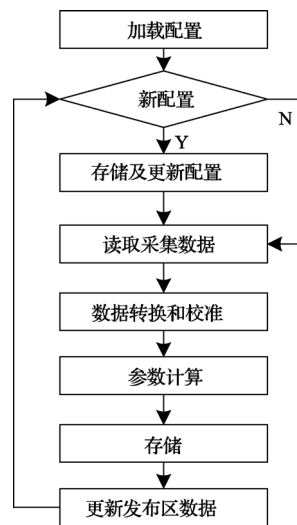 加载配置
新配置
N
Y
存储及更新配置
读取采集数据
数据转换和校准
参数计算
存储
更新发布区数据